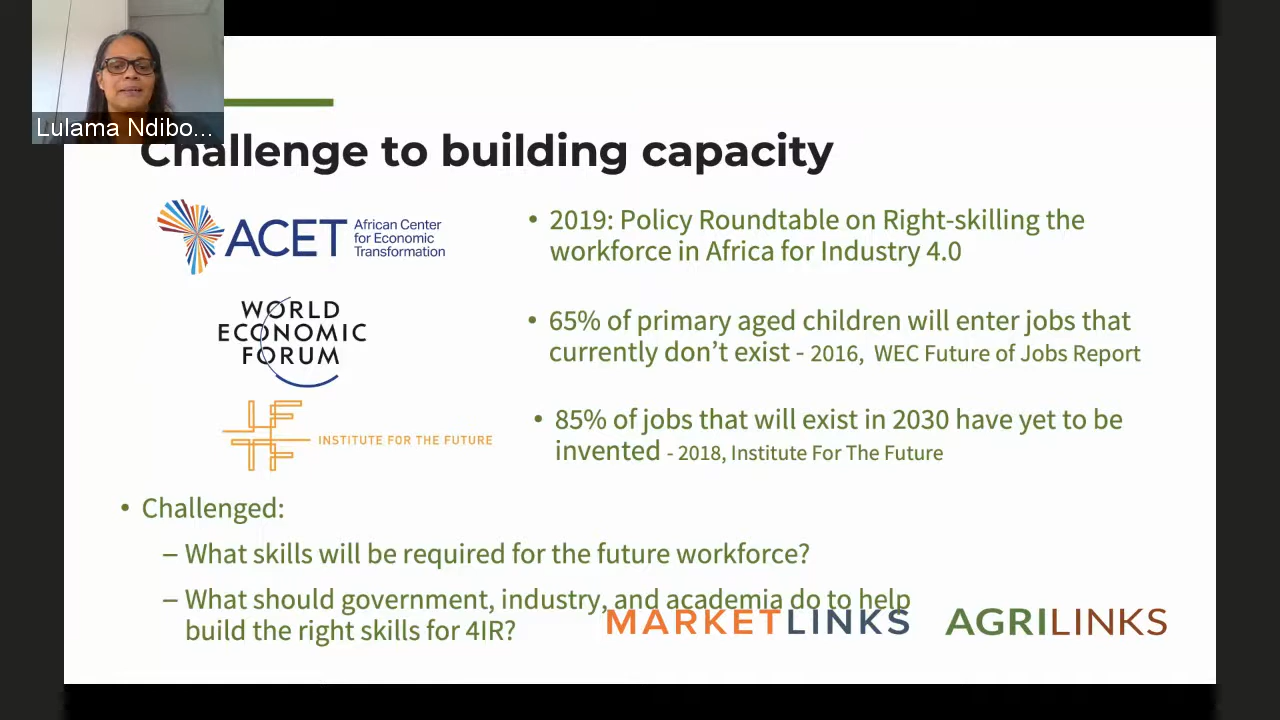 Lulama Ndibo...
Challenge to building capacity
ACET
African Center
for Economic
Transformation
• 2019: Policy Roundtable on Right-skilling the
workforce in Africa for Industry 4.0
WORLD
ECONOMIC
FORUM
• 65% of primary aged children will enter jobs that
currently don’t exist - 2016, WEC Future of Jobs Report
INSTITUTE FOR THE FUTURE
• 85% of jobs that will exist in 2030 have yet to be
invented - 2018, Institute For The Future
• Challenged:
– What skills will be required for the future workforce?
– What should government, industry, and academia do to help
build the right skills for 4IR?
MARKETLINKS
AGRILINKS